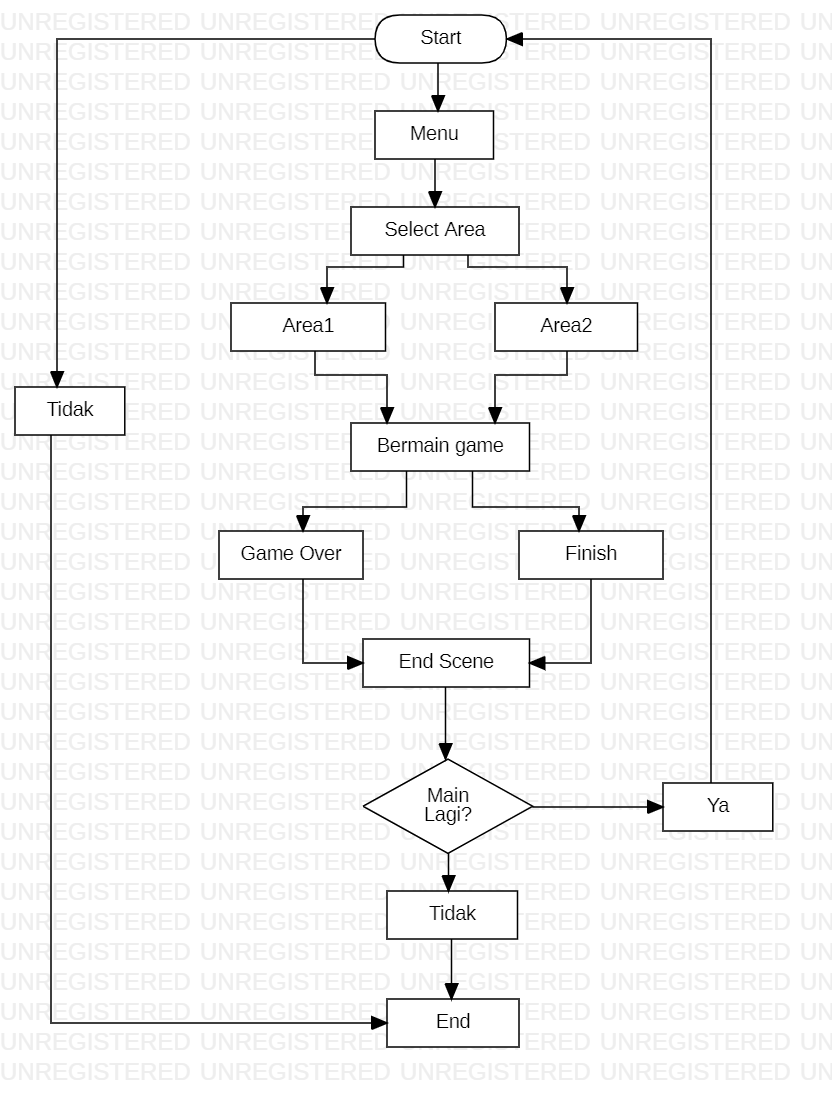 Start
Menu
Select Area
Area1
Area2
Tidak
Bermain game
Game Over
Finish
End Scene
Main
Lagi?
Ya
Tidak
End
UNREGISTERED